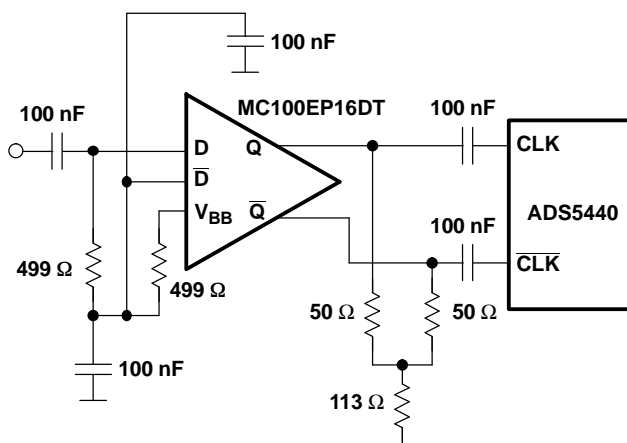 100 nF
MC100EP16DT
100 nF
100 nF
D
Q
CLK
D̅
ADS5440
V_BB
Q̅
100 nF
C̅L̅K̅
499 Ω
499 Ω
50 Ω
50 Ω
100 nF
113 Ω